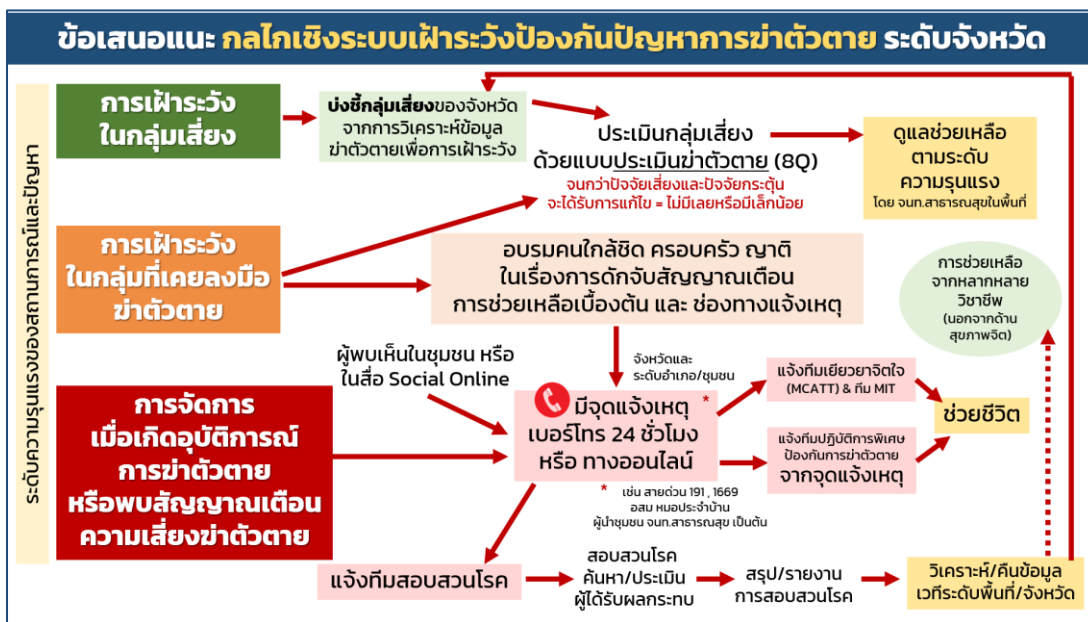 ข้อเสนอแนะ กลไกเชิงระบบเฝ้าระวังป้องกันปัญหาการฆ่าตัวตาย ระดับจังหวัด
ระดับความรุนแรงของสถานการณ์และปัญหา
การเฝ้าระวัง
ในกลุ่มเสี่ยง
บ่งชี้กลุ่มเสี่ยงของจังหวัด
จากการวิเคราะห์ข้อมูล
ฆ่าตัวตายเพื่อการเฝ้าระวัง
ประเมินกลุ่มเสี่ยง
ด้วยแบบประเมินฆ่าตัวตาย (8Q)
จนกว่าปัจจัยเสี่ยงและปัจจัยกระตุ้น
จะได้รับการแก้ไข = ไม่มีเลยหรือมีเล็กน้อย
ดูแลช่วยเหลือ
ตามระดับ
ความรุนแรง
โดย จนท.สาธารณสุขในพื้นที่
การเฝ้าระวัง
ในกลุ่มที่เคยลงมือ
ฆ่าตัวตาย
อบรมคนใกล้ชิด ครอบครัว ญาติ
ในเรื่องการดักจับสัญญาณเตือน
การช่วยเหลือเบื้องต้น และ ช่องทางแจ้งเหตุ
การช่วยเหลือ
จากหลากหลาย
วิชาชีพ
(นอกจากด้าน
สุขภาพจิต)
การจัดการ
เมื่อเกิดอุบัติการณ์
การฆ่าตัวตาย
หรือพบสัญญาณเตือน
ความเสี่ยงฆ่าตัวตาย
ผู้พบเห็นในชุมชน หรือ
ในสื่อ Social Online
จังหวัดและ
ระดับอำเภอ/ชุมชน
มีจุดแจ้งเหตุ *
เบอร์โทร 24 ชั่วโมง
หรือ ทางออนไลน์
* เช่น สายด่วน 191 , 1669
อสม หมอประจำบ้าน
ผู้นำชุมชน จนท.สาธารณสุข เป็นต้น
แจ้งทีมเยียวยาจิตใจ
(MCATT) & ทีม MIT
แจ้งทีมปฏิบัติการพิเศษ
ป้องกันการฆ่าตัวตาย
จากจุดแจ้งเหตุ
ช่วยชีวิต
แจ้งทีมสอบสวนโรค
สอบสวนโรค
ค้นหา/ประเมิน
ผู้ได้รับผลกระทบ
สรุป/รายงาน
การสอบสวนโรค
วิเคราะห์/คืนข้อมูล
เวทีระดับพื้นที่/จังหวัด